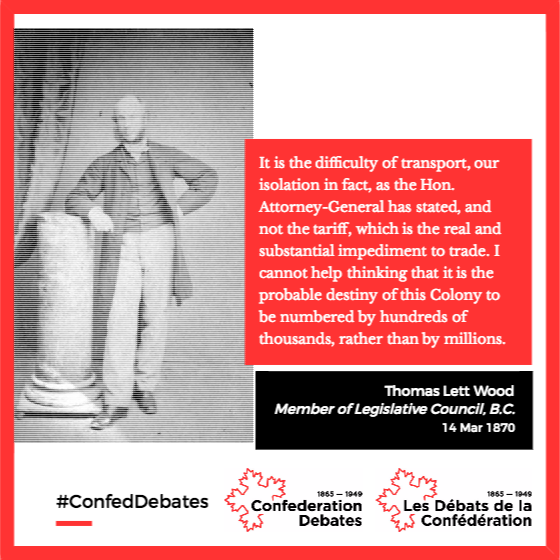 It is the difficulty of transport, our
isolation in fact, as the Hon.
Attorney-General has stated, and
not the tariff, which is the real and
substantial impediment to trade. I
cannot help thinking that it is the
probable destiny of this Colony to
be numbered by hundreds of
thousands, rather than by millions.
Thomas Lett Wood
Member of Legislative Council, B.C.
14 Mar 1870
#ConfedDebates
1865 — 1949
Confederation
Debates
1865 — 1949
Les Débats de la
Confédération